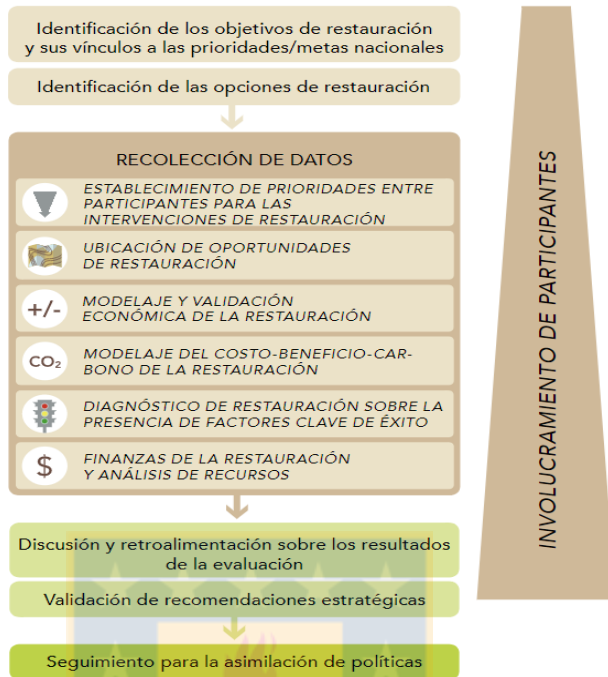 Identificación de los objetivos de restauración
y sus vínculos a las prioridades/metas nacionales
Identificación de las opciones de restauración
RECOLECCIÓN DE DATOS
ESTABLECIMIENTO DE PRIORIDADES ENTRE
PARTICIPANTES PARA LAS
INTERVENCIONES DE RESTAURACIÓN
UBICACIÓN DE OPORTUNIDADES
DE RESTAURACIÓN
+/-
MODELAJE Y VALIDACIÓN
ECONÓMICA DE LA RESTAURACIÓN
CO₂
MODELAJE DEL COSTO-BENEFICIO-CAR-
BONO DE LA RESTAURACIÓN
DIAGNÓSTICO DE RESTAURACIÓN SOBRE LA
PRESENCIA DE FACTORES CLAVE DE ÉXITO
$
FINANZAS DE LA RESTAURACIÓN
Y ANÁLISIS DE RECURSOS
Discusión y retroalimentación sobre los resultados
de la evaluación
Validación de recomendaciones estratégicas
Seguimiento para la asimilación de políticas
INVOLUCRAMIENTO DE PARTICIPANTES